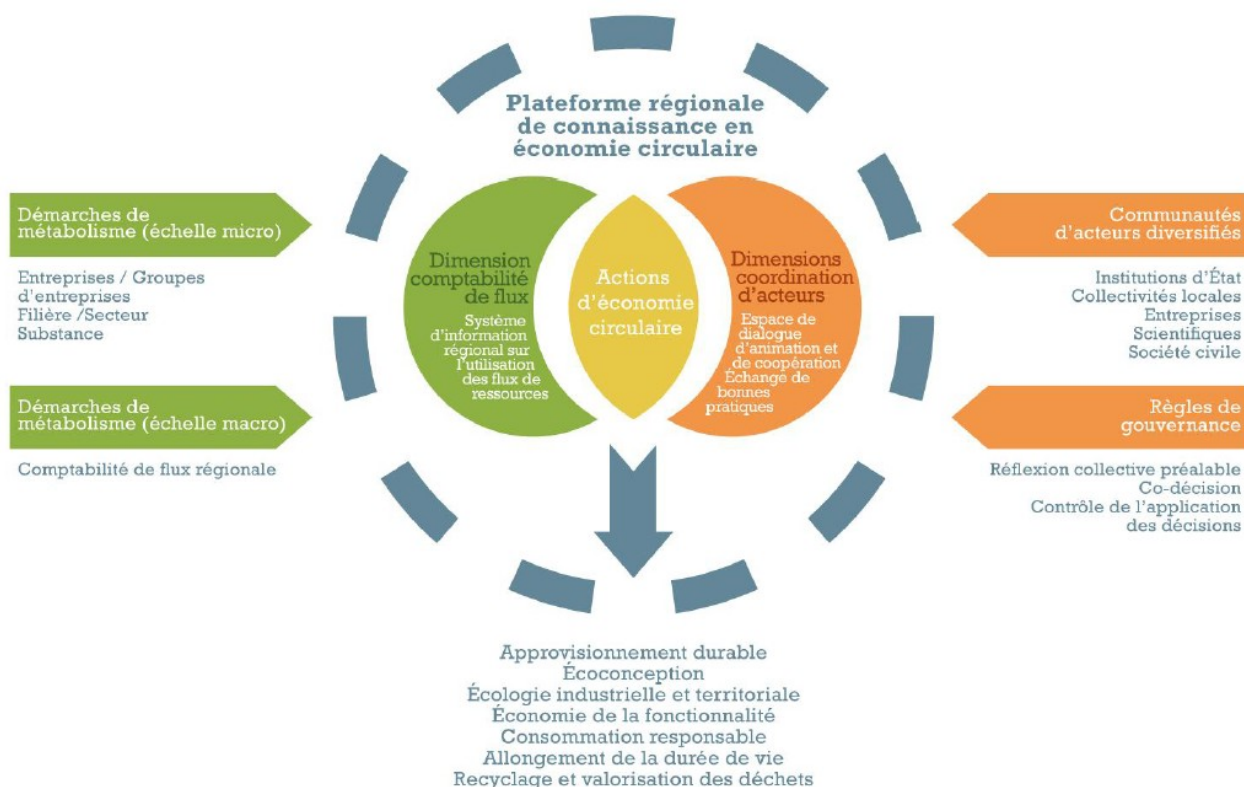 Plateforme régionale
de connaissance en
économie circulaire
Démarches de
métabolisme (échelle micro)
Entreprises / Groupes
d'entreprises
Filière /Secteur
Substance
Démarches de
métabolisme (échelle macro)
Comptabilité de flux régionale
Dimension
comptabilité
de flux
Système
d'information
régional sur
l'utilisation
des flux de
ressources
Actions
d'économie
circulaire
Dimensions
coordination
d'acteurs
Espace de
dialogue
d'animation et
de coopération
Échange de
bonnes
pratiques
Communautés
d'acteurs diversifiés
Institutions d'État
Collectivités locales
Entreprises
Scientifiques
Société civile
Règles de
gouvernance
Réflexion collective préalable
Co-décision
Contrôle de l'application
des décisions
Approvisionnement durable
Écoconception
Écologie industrielle et territoriale
Économie de la fonctionnalité
Consommation responsable
Allongement de la durée de vie
Recyclage et valorisation des déchets